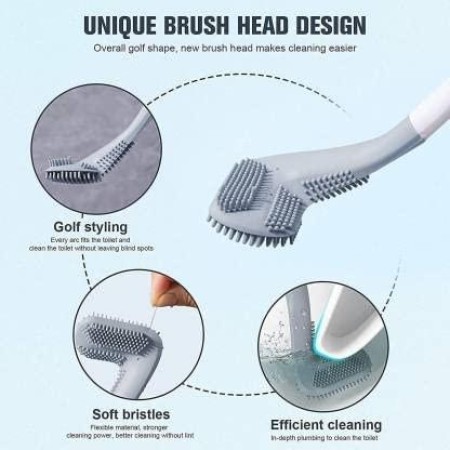 UNIQUE BRUSH HEAD DESIGN
Overall golf shape, new brush head makes cleaning easier
Golf styling
Every arc fits the toilet and
clean the toilet without leaving blind spots
Soft bristles
Flexible material, stronger
cleaning power, better cleaning without lint
Efficient cleaning
In-depth plumbing to clean the toilet